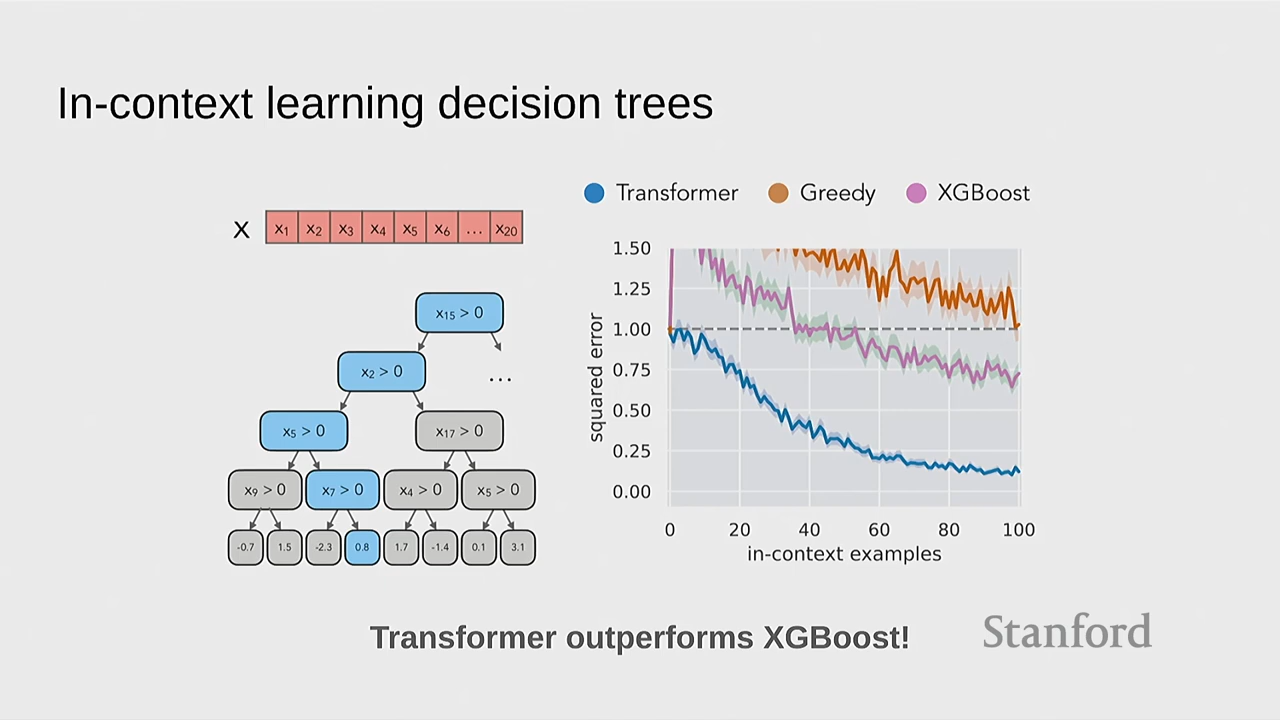 In-context learning decision trees
Transformer Greedy XGBoost
x x₁ x₂ x₃ x₄ x₅ x₆ ... x₂₀
x₁₅ > 0
x₂ > 0 ...
x₅ > 0 x₁₇ > 0
x₉ > 0 x₇ > 0 x₄ > 0 x₅ > 0
-0.7 1.5 -2.3 0.8 1.7 -1.4 0.1 3.1
squared error
1.50
1.25
1.00
0.75
0.50
0.25
0.00
0 20 40 60 80 100
in-context examples
Transformer outperforms XGBoost!
Stanford